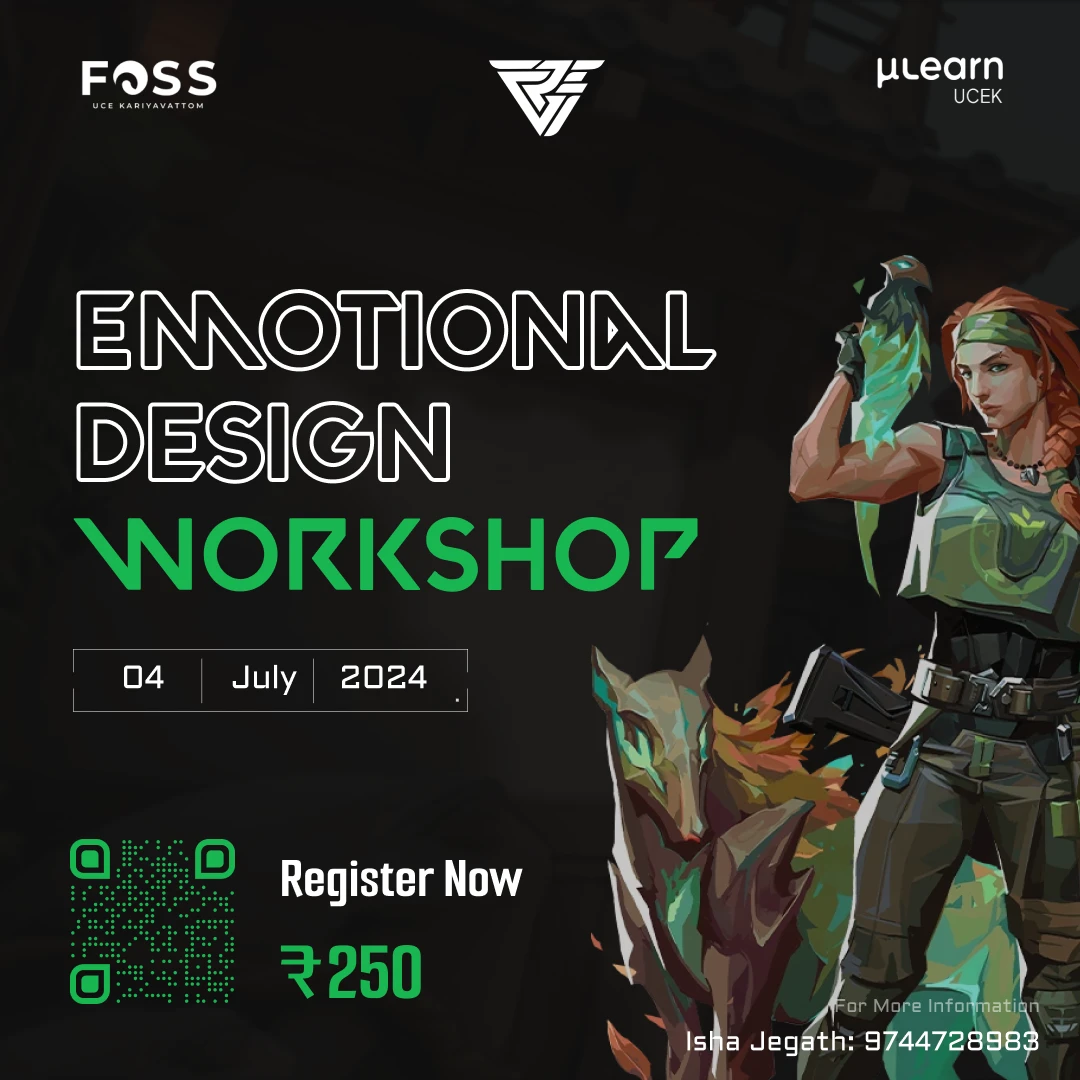 FOSS
UCE KARIYAVATTOM
µLearn
UCEK
EMOTIONAL
DESIGN
WORKSHOP
04 July 2024 .
Register Now
₹250
For More Information
Isha Jegath: 9744728983